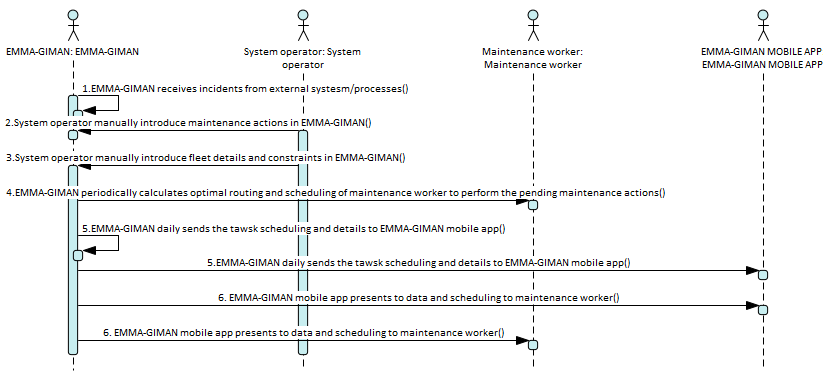 EMMA-GIMAN: EMMA-GIMAN
System operator: System
operator
Maintenance worker:
Maintenance worker
EMMA-GIMAN MOBILE APP
EMMA-GIMAN MOBILE APP
1.EMMA-GIMAN receives incidents from external systesm/processes()
2.System operator manually introduce maintenance actions in EMMA-GIMAN()
3.System operator manually introduce fleet details and constraints in EMMA-GIMAN()
4.EMMA-GIMAN periodically calculates optimal routing and scheduling of maintenance worker to perform the pending maintenance actions()
5.EMMA-GIMAN daily sends the tawsk scheduling and details to EMMA-GIMAN mobile app()
5.EMMA-GIMAN daily sends the tawsk scheduling and details to EMMA-GIMAN mobile app()
6. EMMA-GIMAN mobile app presents to data and scheduling to maintenance worker()
6. EMMA-GIMAN mobile app presents to data and scheduling to maintenance worker()